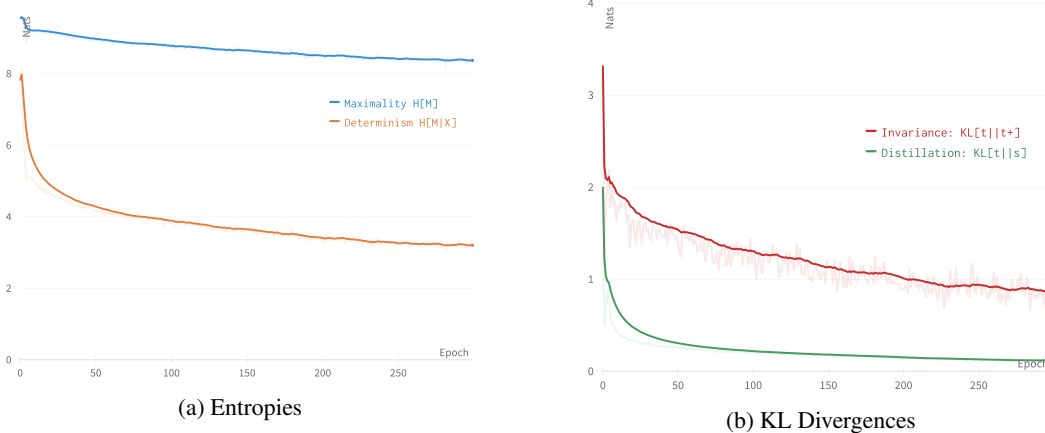 Nats
8
6
4
2
0
0
50
100
150
200
250
Epoch
Maximality H[M]
Determinism H[M|X]
(a) Entropies
Nats
4
3
2
1
0
0
50
100
150
200
250
Epoch
Invariance: KL[t||t+]
Distillation: KL[t||s]
(b) KL Divergences